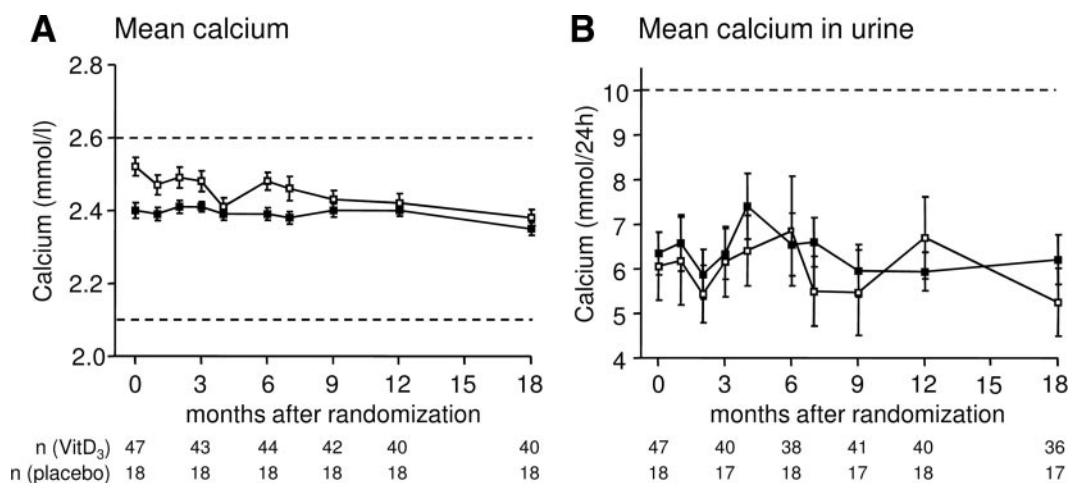 A Mean calcium
2.8
2.6
2.4
2.2
2.0
Calcium (mmol/l)
0 3 6 9 12 15 18
months after randomization
n (VitD3) 47 43 44 42 40 40
n (placebo) 18 18 18 18 18 18
B Mean calcium in urine
10
9
8
7
6
5
4
Calcium (mmol/24h)
0 3 6 9 12 15 18
months after randomization
47 40 38 41 40 36
18 17 18 17 18 17